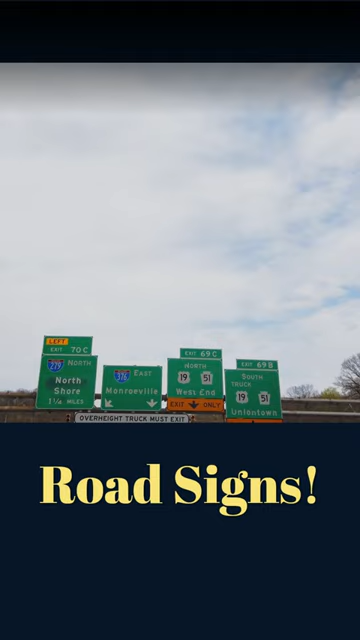 LEFT
EXIT 70C
279 NORTH
North
Shore
1¼ MILES
376 EAST
Monroeville
EXIT 69C
NORTH
19 51
West End
EXIT ONLY
EXIT 69B
SOUTH
TRUCK
19 51
Uniontown
OVERHEIGHT TRUCK MUST EXIT
Road Signs!